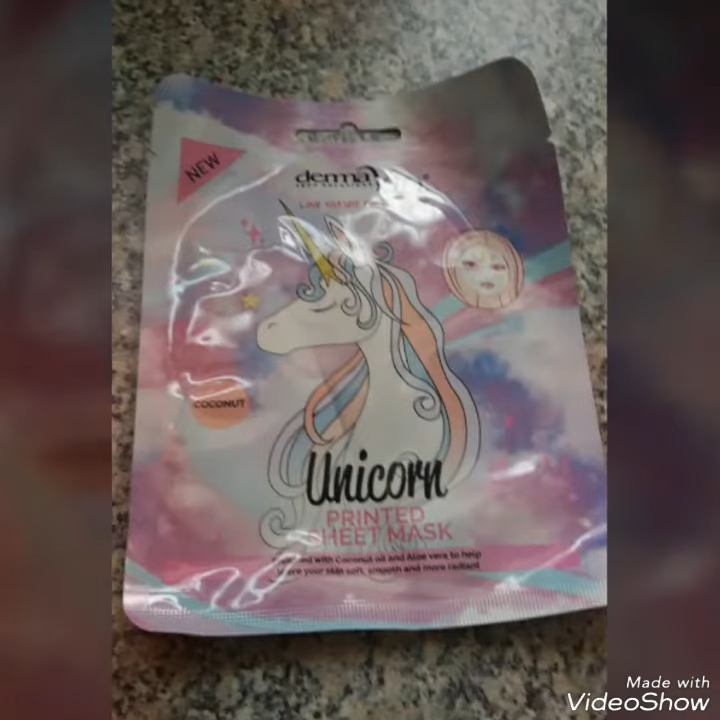 NEW
derma
COCONUT
Unicorn
PRINTED
SHEET MASK
with Coconut oil and Aloe vera to help
leave your skin soft, smooth and more radiant
Made with
VideoShow